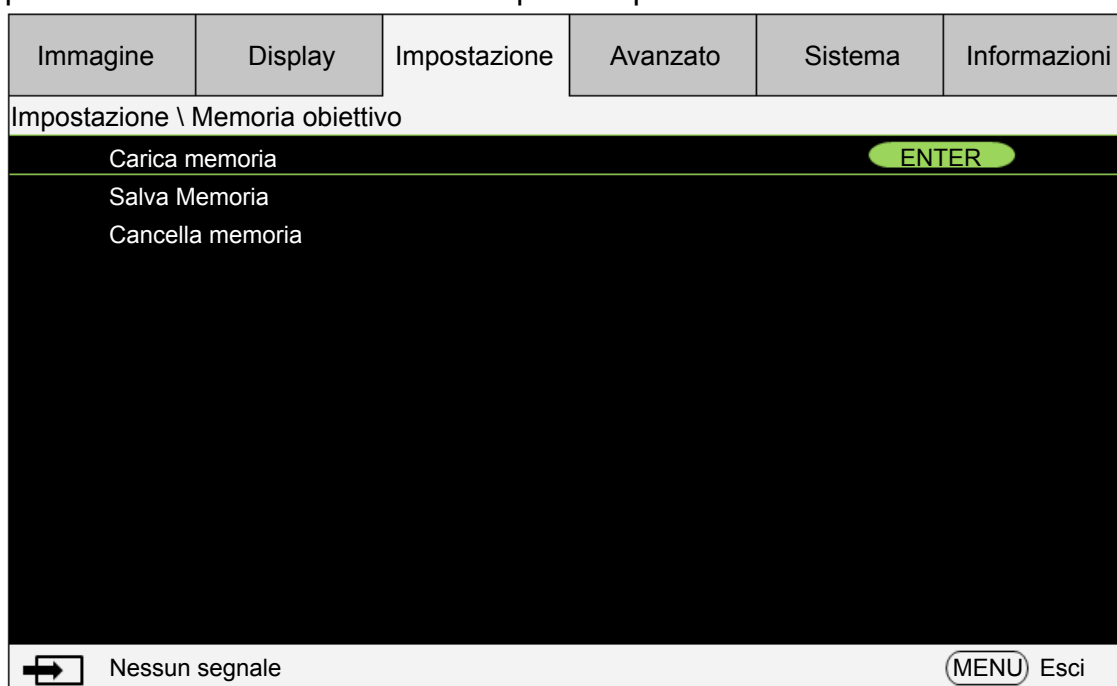 Immagine Display Impostazione Avanzato Sistema Informazioni
Impostazione \ Memoria obiettivo
Carica memoria ENTER
Salva Memoria
Cancella memoria
Nessun segnale MENU Esci